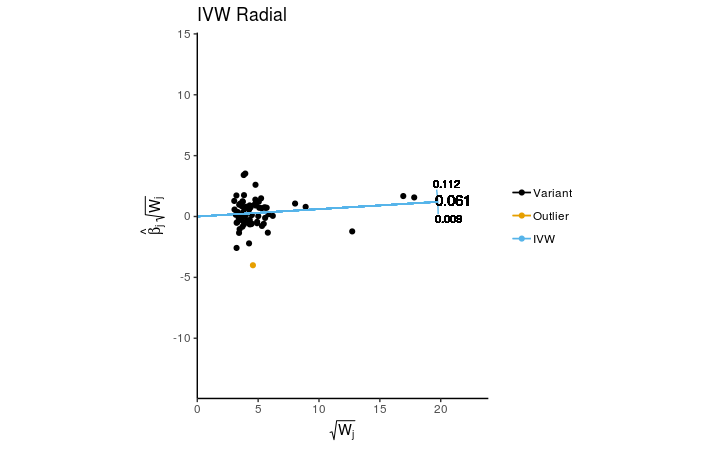 IVW Radial
15
10
5
0
-5
-10
β̂j√Wj
0.112
0.061
0.009
Variant
Outlier
IVW
0 5 10 15 20
√Wj